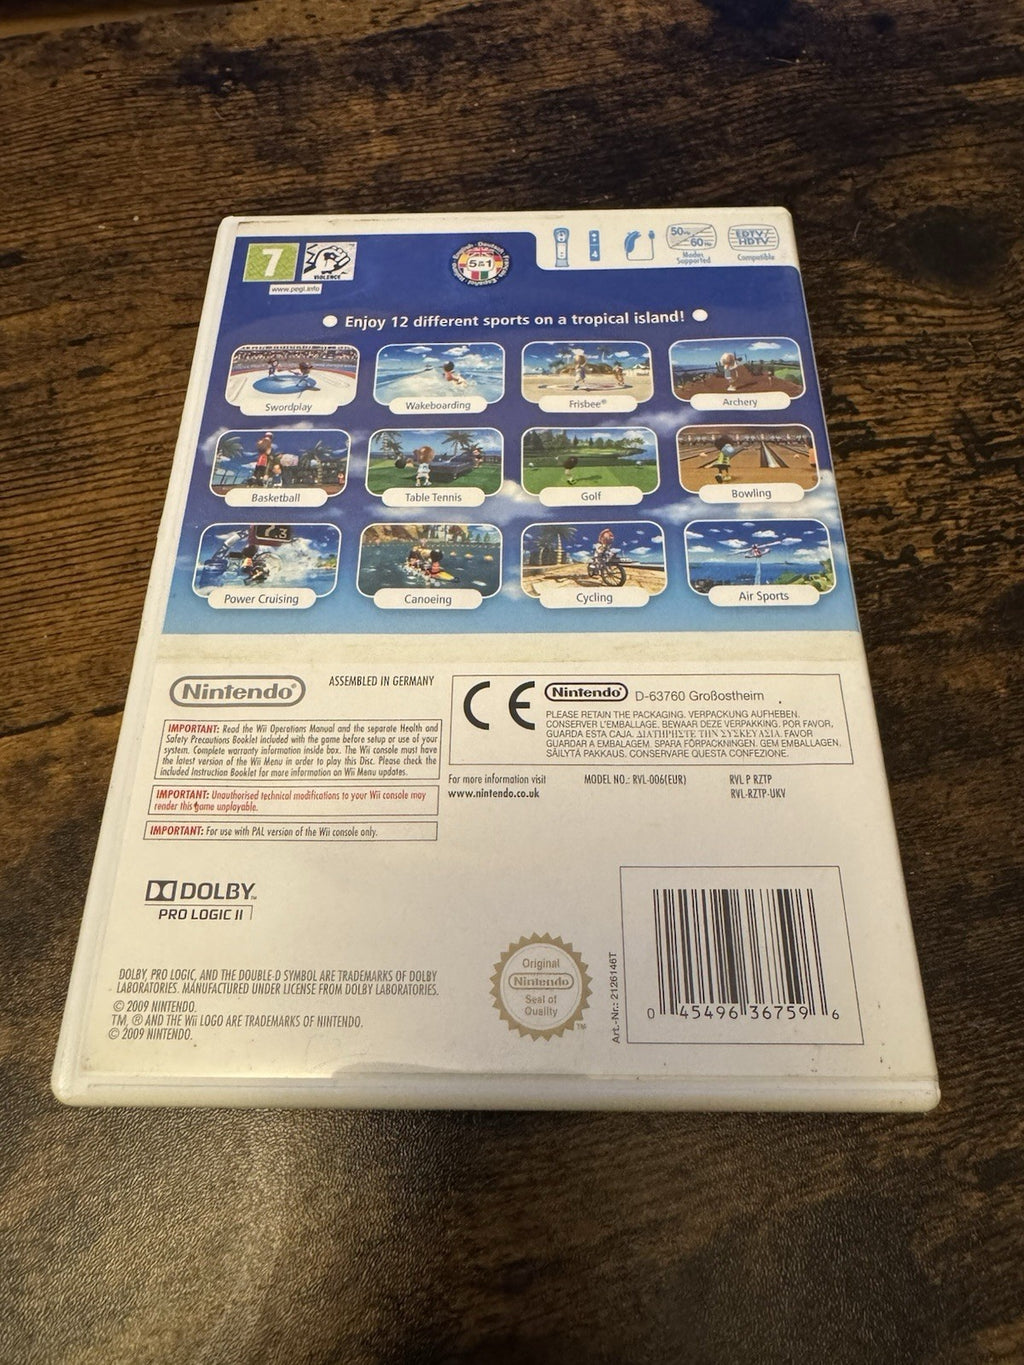 7
VIOLENCE
www.pegi.info
English Deutsch Français Español
5 in 1
4
50Hz
60Hz
Modes
Supported
EDTV
HDTV
Compatible
Enjoy 12 different sports on a tropical island!
Swordplay
Wakeboarding
Frisbee®
Archery
Basketball
Table Tennis
Golf
Bowling
Power Cruising
Canoeing
Cycling
Air Sports
Nintendo®
ASSEMBLED IN GERMANY
IMPORTANT: Read the Wii Operations Manual and the separate Health and
Safety Precautions Booklet included with the game before setup or use of your
system. Complete warranty information inside box. The Wii console must have
the latest version of the Wii Menu in order to play this Disc. Please check the
included Instruction Booklet for more information on Wii Menu updates.
IMPORTANT: Unauthorised technical modifications to your Wii console may
render this game unplayable.
IMPORTANT: For use with PAL version of the Wii console only.
CE
Nintendo® D-63760 Großostheim
PLEASE RETAIN THE PACKAGING. VERPACKUNG AUFHEBEN.
CONSERVER L'EMBALLAGE. BEWAAR DEZE VERPAKKING. POR FAVOR,
GUARDA ESTA CAJA. ΔΙΑΤΗΡΗΣΤΕ ΤΗΝ ΣΥΣΚΕΥΑΣΙΑ. FAVOR
GUARDAR A EMBALAGEM. SPARA FÖRPACKNINGEN. GEM EMBALLAGEN.
SÄILYTÄ PAKKAUS. CONSERVARE QUESTA CONFEZIONE.
For more information visit
www.nintendo.co.uk
MODEL NO.: RVL-006(EUR)
RVL P RZTP
RVL-RZTP-UKV
DOLBY™
PRO LOGIC II
DOLBY, PRO LOGIC, AND THE DOUBLE-D SYMBOL ARE TRADEMARKS OF DOLBY
LABORATORIES. MANUFACTURED UNDER LICENSE FROM DOLBY LABORATORIES.
© 2009 NINTENDO.
TM, ® AND THE Wii LOGO ARE TRADEMARKS OF NINTENDO.
© 2009 NINTENDO.
Original
Nintendo
Seal of
Quality
TM
Art.-Nr.: 2126146T
0 45496 36759 6